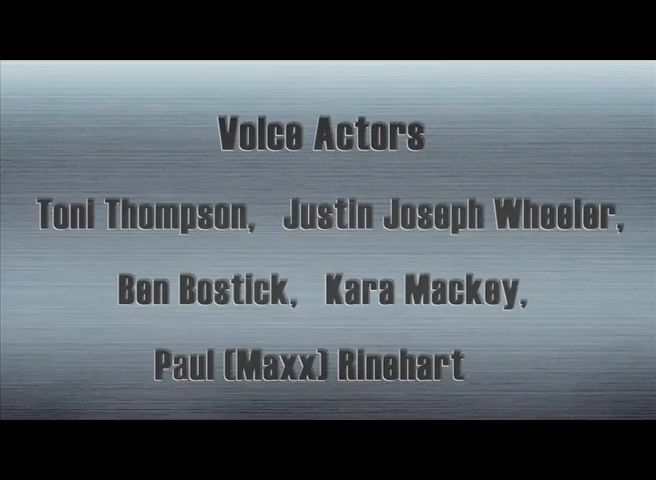 Voice Actors
Toni Thompson, Justin Joseph Wheeler,
Ben Bostick, Kara Mackey,
Paul (Maxx) Rinehart